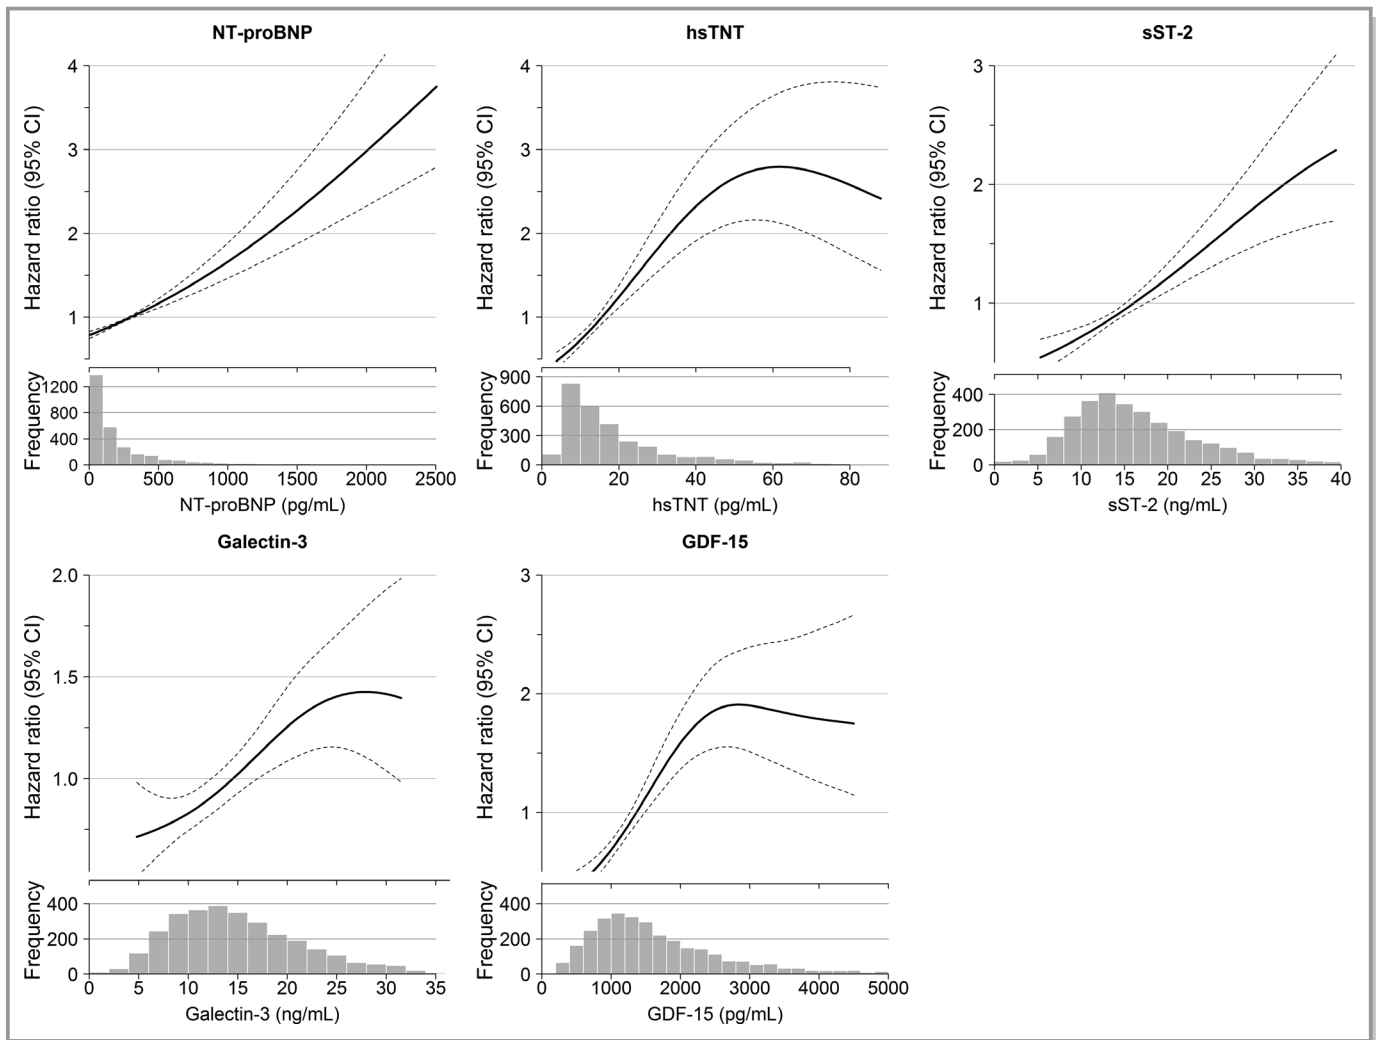 NT-proBNP
Hazard ratio (95% CI)
4
3
2
1
Frequency
1200
800
400
0
0 500 1000 1500 2000 2500
NT-proBNP (pg/mL)
hsTNT
Hazard ratio (95% CI)
4
3
2
1
Frequency
900
600
300
0
0 20 40 60 80
hsTNT (pg/mL)
sST-2
Hazard ratio (95% CI)
3
2
1
Frequency
400
200
0
0 5 10 15 20 25 30 35 40
sST-2 (ng/mL)
Galectin-3
Hazard ratio (95% CI)
2.0
1.5
1.0
Frequency
400
200
0
0 5 10 15 20 25 30 35
Galectin-3 (ng/mL)
GDF-15
Hazard ratio (95% CI)
3
2
1
Frequency
400
200
0
0 1000 2000 3000 4000 5000
GDF-15 (pg/mL)